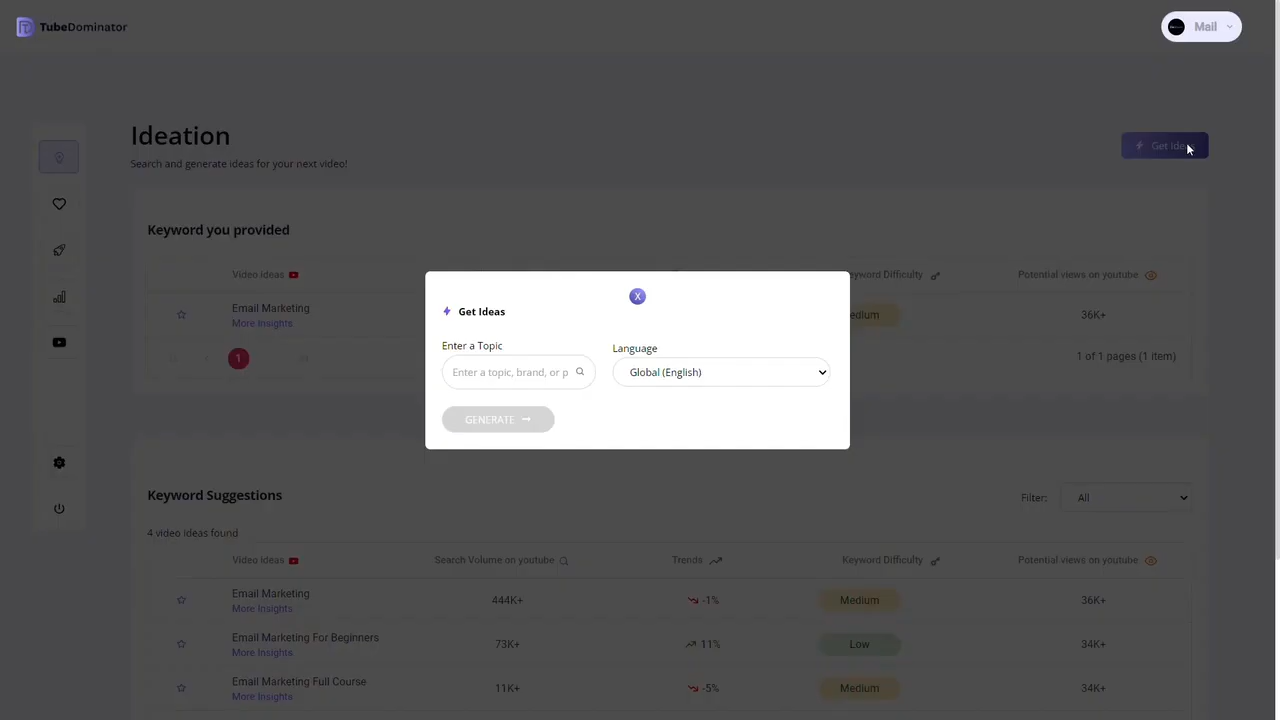 TubeDominator
Mail
Ideation
Search and generate ideas for your next video!
Get Ideas
Keyword you provided
Video ideas
Keyword Difficulty
Potential views on youtube
Email Marketing
More Insights
36K+
1
1 of 1 pages (1 item)
X
Get Ideas
Enter a Topic
Language
Enter a topic, brand, or p
Global (English)
GENERATE
Keyword Suggestions
Filter:
All
4 video ideas found
Video ideas
Search Volume on youtube
Trends
Keyword Difficulty
Potential views on youtube
Email Marketing
More Insights
444K+
-1%
Medium
36K+
Email Marketing For Beginners
More Insights
73K+
11%
Low
34K+
Email Marketing Full Course
More Insights
11K+
-5%
Medium
34K+